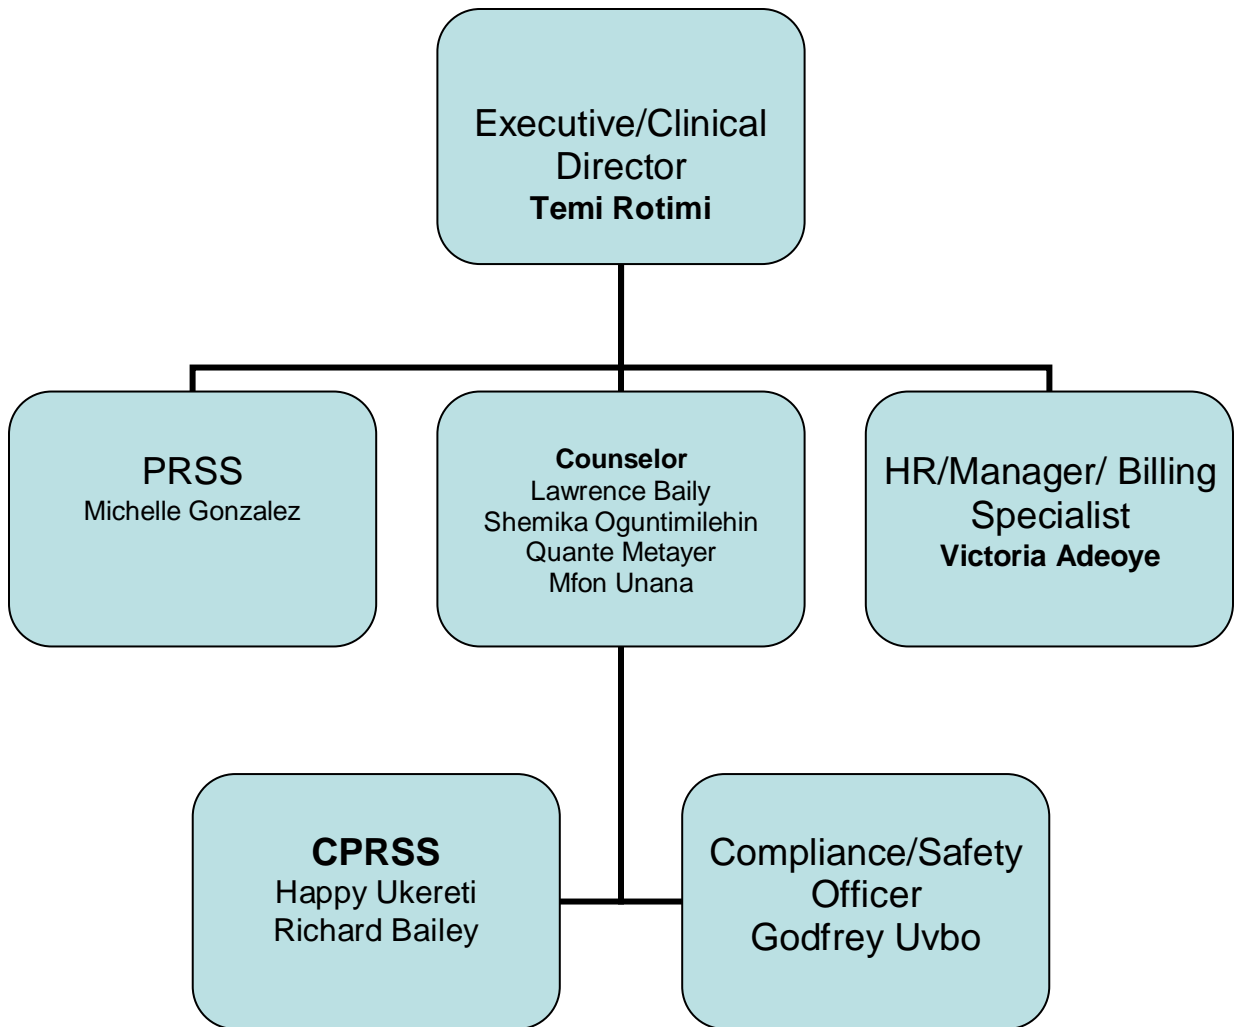 Executive/Clinical
Director
Temi Rotimi
PRSS
Michelle Gonzalez
Counselor
Lawrence Baily
Shemika Oguntimilehin
Quante Metayer
Mfon Unana
HR/Manager/ Billing
Specialist
Victoria Adeoye
CPRSS
Happy Ukereti
Richard Bailey
Compliance/Safety
Officer
Godfrey Uvbo